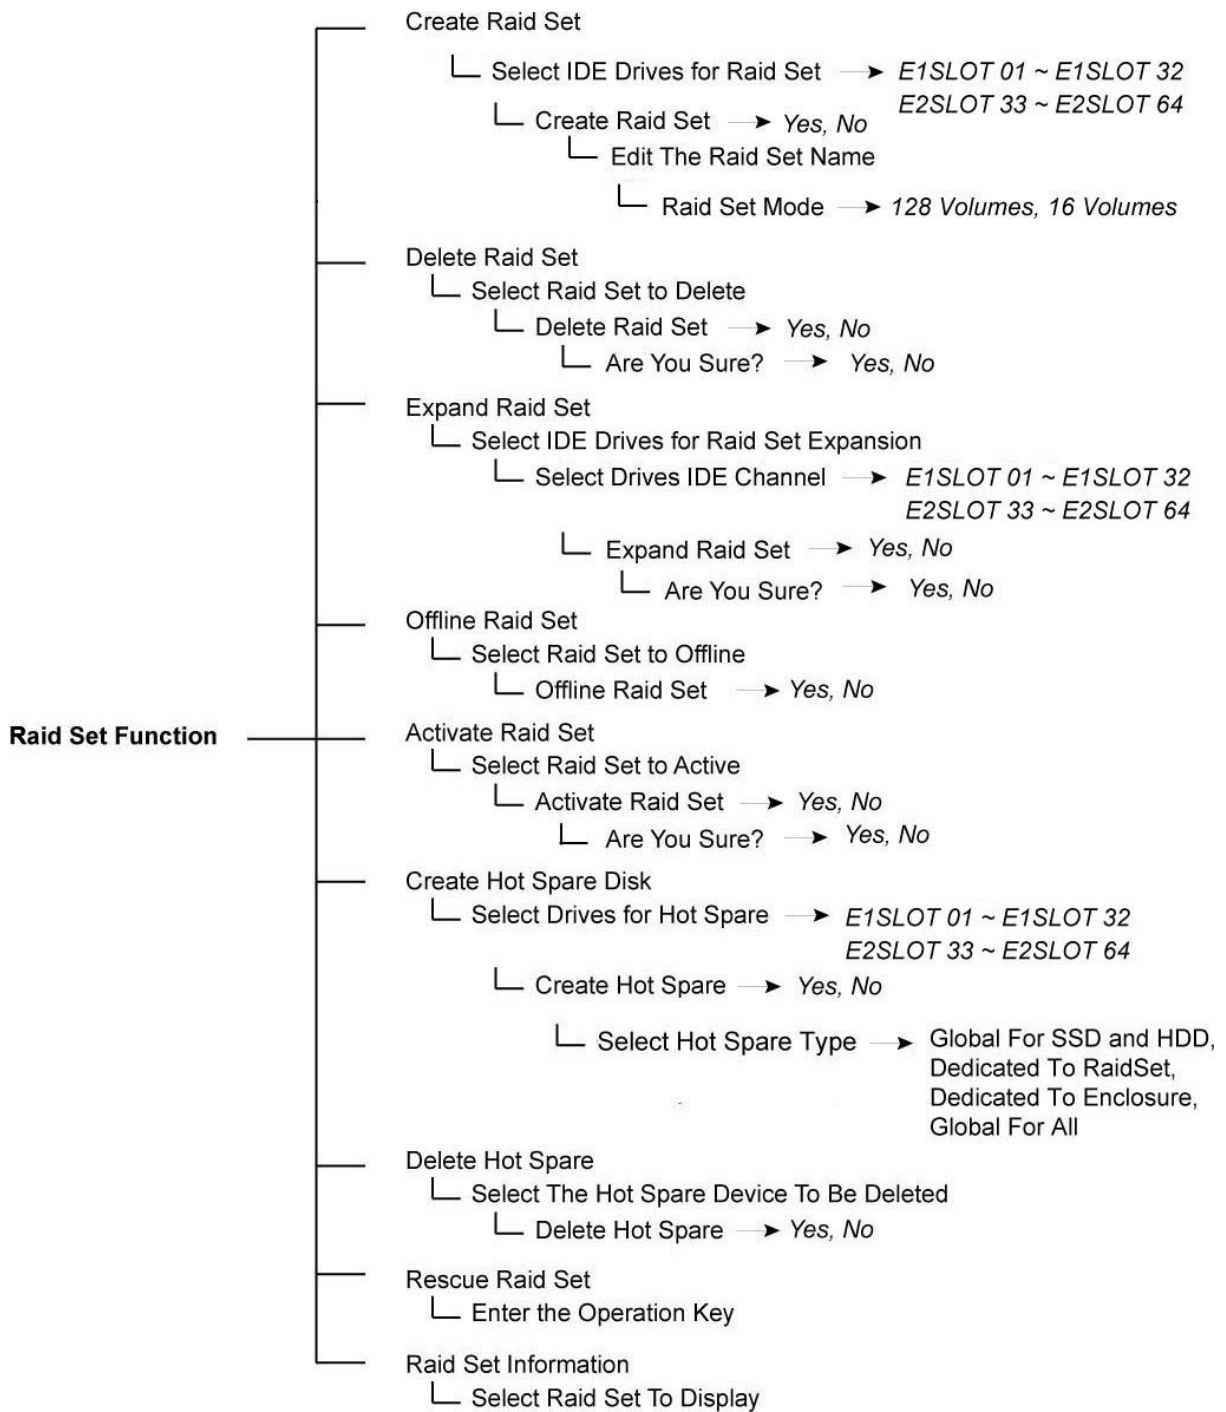 Create Raid Set
Select IDE Drives for Raid Set E1SLOT 01 ~ E1SLOT 32
E2SLOT 33 ~ E2SLOT 64
Create Raid Set Yes, No
Edit The Raid Set Name
Raid Set Mode 128 Volumes, 16 Volumes
Delete Raid Set
Select Raid Set to Delete
Delete Raid Set Yes, No
Are You Sure? Yes, No
Expand Raid Set
Select IDE Drives for Raid Set Expansion
Select Drives IDE Channel E1SLOT 01 ~ E1SLOT 32
E2SLOT 33 ~ E2SLOT 64
Expand Raid Set Yes, No
Are You Sure? Yes, No
Offline Raid Set
Select Raid Set to Offline
Offline Raid Set Yes, No
Raid Set Function
Activate Raid Set
Select Raid Set to Active
Activate Raid Set Yes, No
Are You Sure? Yes, No
Create Hot Spare Disk
Select Drives for Hot Spare E1SLOT 01 ~ E1SLOT 32
E2SLOT 33 ~ E2SLOT 64
Create Hot Spare Yes, No
Select Hot Spare Type Global For SSD and HDD,
Dedicated To RaidSet,
Dedicated To Enclosure,
Global For All
Delete Hot Spare
Select The Hot Spare Device To Be Deleted
Delete Hot Spare Yes, No
Rescue Raid Set
Enter the Operation Key
Raid Set Information
Select Raid Set To Display